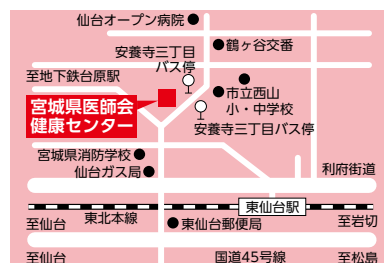 仙台オープン病院
鶴ヶ谷交番
安養寺三丁目
バス停
至地下鉄台原駅
市立西山
小・中学校
宮城県医師会
健康センター
安養寺三丁目バス停
宮城県消防学校
仙台ガス局
利府街道
東仙台駅
至仙台
東北本線
東仙台郵便局
至岩切
至仙台
国道45号線
至松島